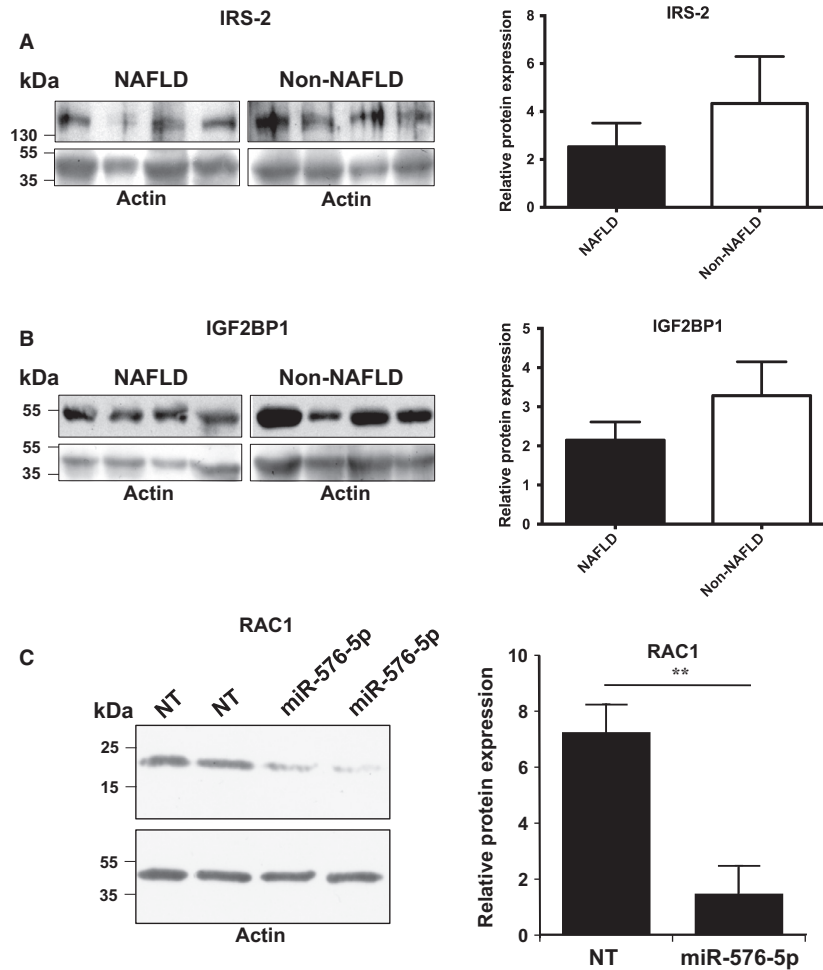 IRS-2
A
kDa
NAFLD
Non-NAFLD
130
55
35
Actin
Actin
IRS-2
Relative protein expression
8
6
4
2
0
NAFLD
Non-NAFLD
IGF2BP1
B
kDa
NAFLD
Non-NAFLD
55
55
35
Actin
Actin
IGF2BP1
Relative protein expression
5
4
3
2
1
0
NAFLD
Non-NAFLD
RAC1
C
kDa
NT
NT
miR-576-5p
miR-576-5p
25
15
55
35
Actin
RAC1
**
Relative protein expression
10
8
6
4
2
0
NT
miR-576-5p